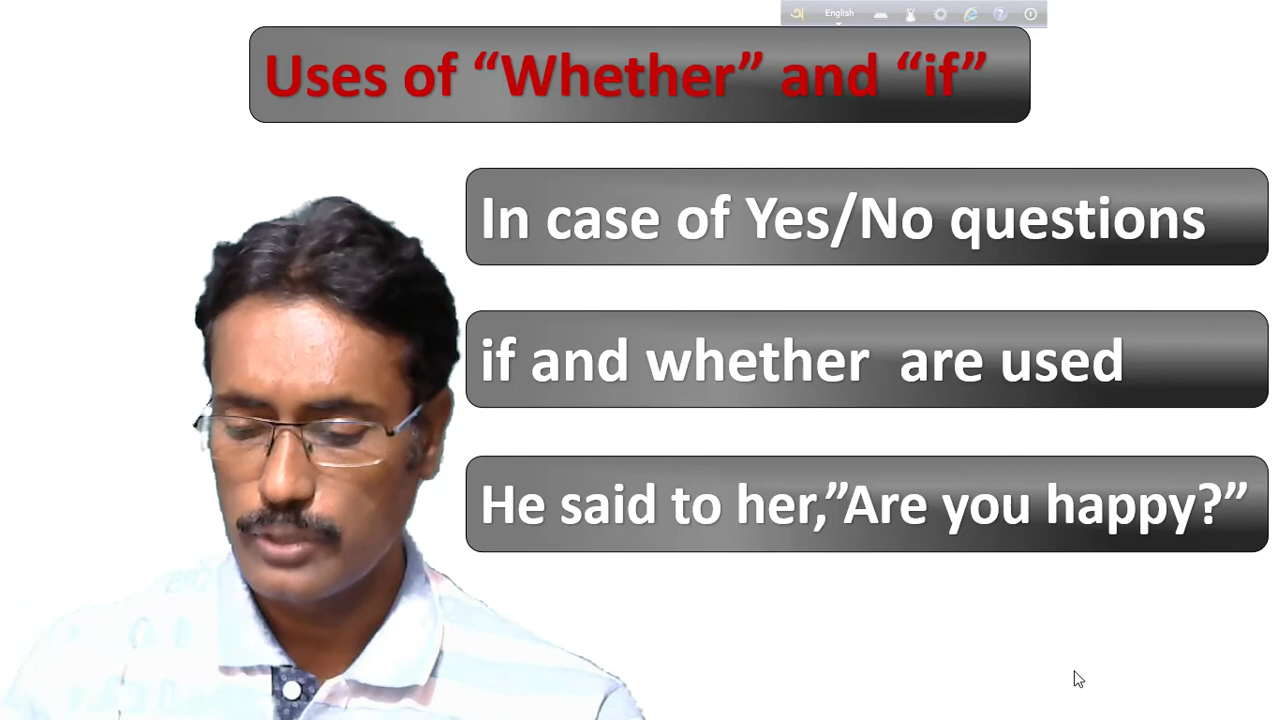 English
Uses of “Whether” and “if”
In case of Yes/No questions
if and whether  are used
He said to her,”Are you happy?”